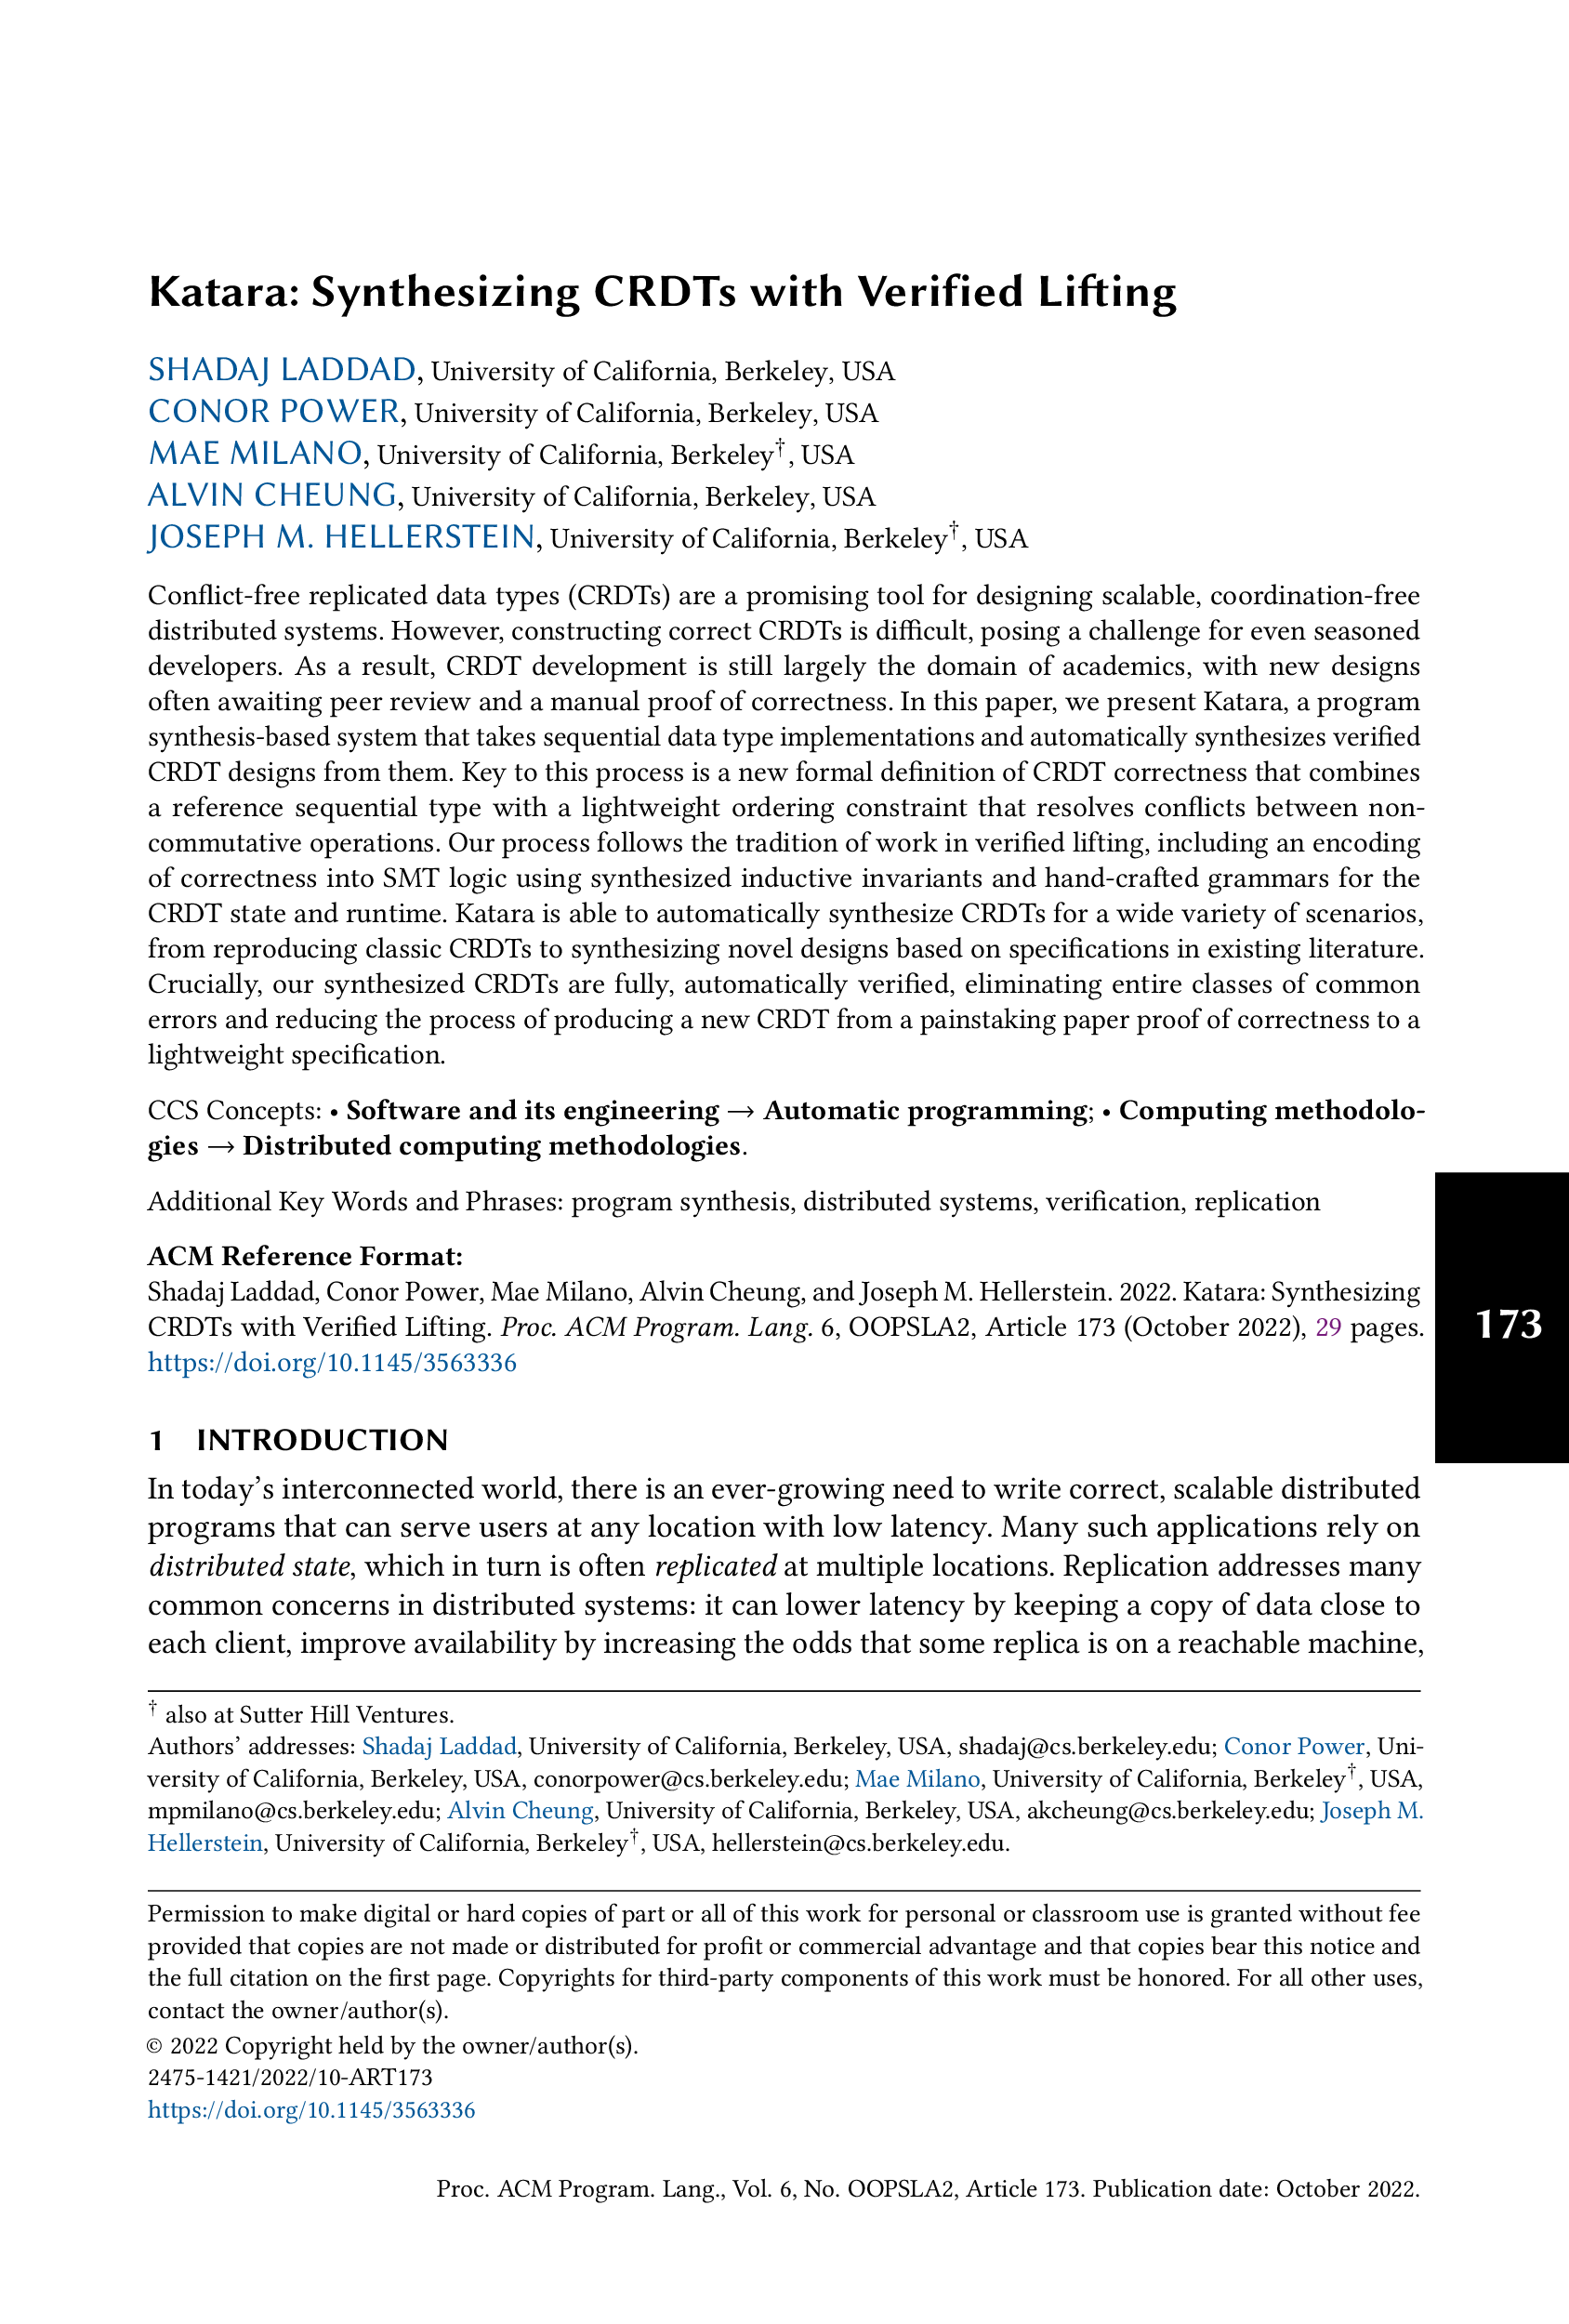 Katara: Synthesizing CRDTs with Verified Lifting
SHADAJ LADDAD, University of California, Berkeley, USA
CONOR POWER, University of California, Berkeley, USA
MAE MILANO, University of California, Berkeley†, USA
ALVIN CHEUNG, University of California, Berkeley, USA
JOSEPH M. HELLERSTEIN, University of California, Berkeley†, USA
Conflict-free replicated data types (CRDTs) are a promising tool for designing scalable, coordination-free
distributed systems. However, constructing correct CRDTs is difficult, posing a challenge for even seasoned
developers. As a result, CRDT development is still largely the domain of academics, with new designs
often awaiting peer review and a manual proof of correctness. In this paper, we present Katara, a program
synthesis-based system that takes sequential data type implementations and automatically synthesizes verified
CRDT designs from them. Key to this process is a new formal definition of CRDT correctness that combines
a reference sequential type with a lightweight ordering constraint that resolves conflicts between non-
commutative operations. Our process follows the tradition of work in verified lifting, including an encoding
of correctness into SMT logic using synthesized inductive invariants and hand-crafted grammars for the
CRDT state and runtime. Katara is able to automatically synthesize CRDTs for a wide variety of scenarios,
from reproducing classic CRDTs to synthesizing novel designs based on specifications in existing literature.
Crucially, our synthesized CRDTs are fully, automatically verified, eliminating entire classes of common
errors and reducing the process of producing a new CRDT from a painstaking paper proof of correctness to a
lightweight specification.
CCS Concepts: • Software and its engineering → Automatic programming; • Computing methodolo-
gies → Distributed computing methodologies.
Additional Key Words and Phrases: program synthesis, distributed systems, verification, replication
ACM Reference Format:
Shadaj Laddad, Conor Power, Mae Milano, Alvin Cheung, and Joseph M. Hellerstein. 2022. Katara: Synthesizing
CRDTs with Verified Lifting. Proc. ACM Program. Lang. 6, OOPSLA2, Article 173 (October 2022), 29 pages.
https://doi.org/10.1145/3563336
173
1 INTRODUCTION
In today's interconnected world, there is an ever-growing need to write correct, scalable distributed
programs that can serve users at any location with low latency. Many such applications rely on
distributed state, which in turn is often replicated at multiple locations. Replication addresses many
common concerns in distributed systems: it can lower latency by keeping a copy of data close to
each client, improve availability by increasing the odds that some replica is on a reachable machine,
† also at Sutter Hill Ventures.
Authors' addresses: Shadaj Laddad, University of California, Berkeley, USA, shadaj@cs.berkeley.edu; Conor Power, Uni-
versity of California, Berkeley, USA, conorpower@cs.berkeley.edu; Mae Milano, University of California, Berkeley†, USA,
mpmilano@cs.berkeley.edu; Alvin Cheung, University of California, Berkeley, USA, akcheung@cs.berkeley.edu; Joseph M.
Hellerstein, University of California, Berkeley†, USA, hellerstein@cs.berkeley.edu.
Permission to make digital or hard copies of part or all of this work for personal or classroom use is granted without fee
provided that copies are not made or distributed for profit or commercial advantage and that copies bear this notice and
the full citation on the first page. Copyrights for third-party components of this work must be honored. For all other uses,
contact the owner/author(s).
© 2022 Copyright held by the owner/author(s).
2475-1421/2022/10-ART173
https://doi.org/10.1145/3563336
Proc. ACM Program. Lang., Vol. 6, No. OOPSLA2, Article 173. Publication date: October 2022.